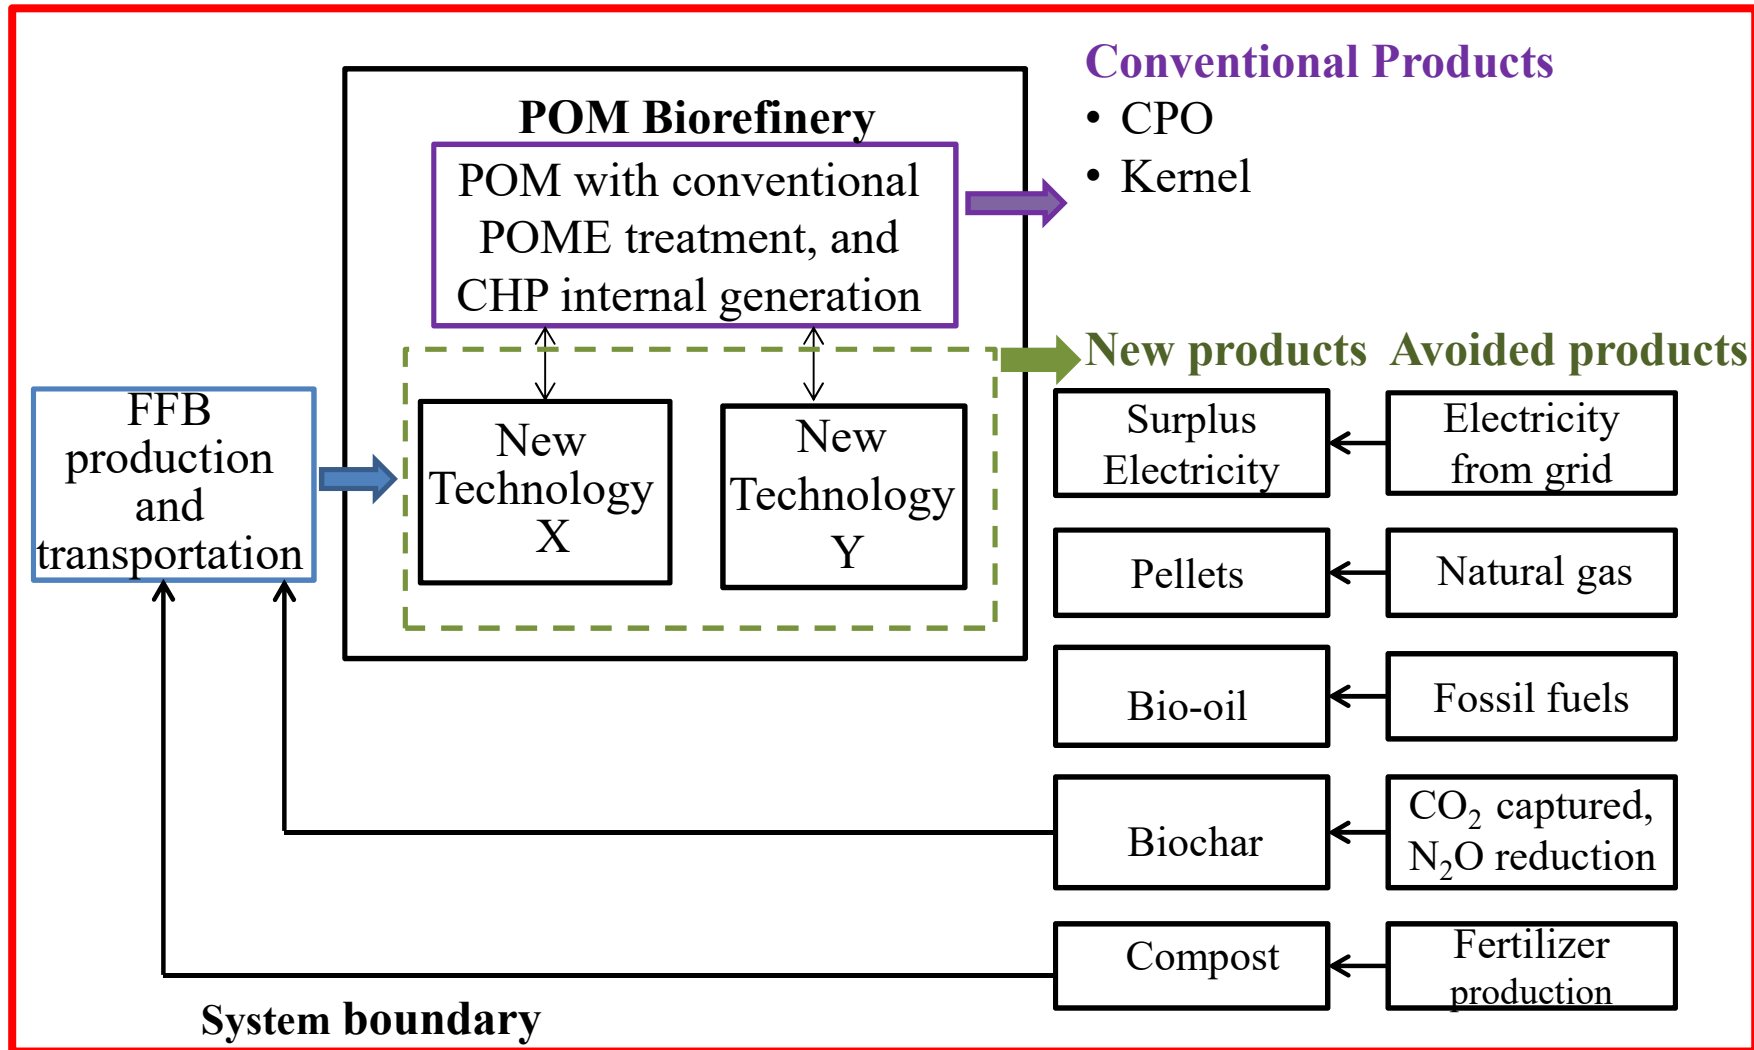 Conventional Products
• CPO
• Kernel
POM Biorefinery
POM with conventional
POME treatment, and
CHP internal generation
New products
Avoided products
FFB
production
and
transportation
New
Technology
X
New
Technology
Y
Surplus
Electricity
Electricity
from grid
Pellets
Natural gas
Bio-oil
Fossil fuels
Biochar
CO₂ captured,
N₂O reduction
Compost
Fertilizer
production
System boundary